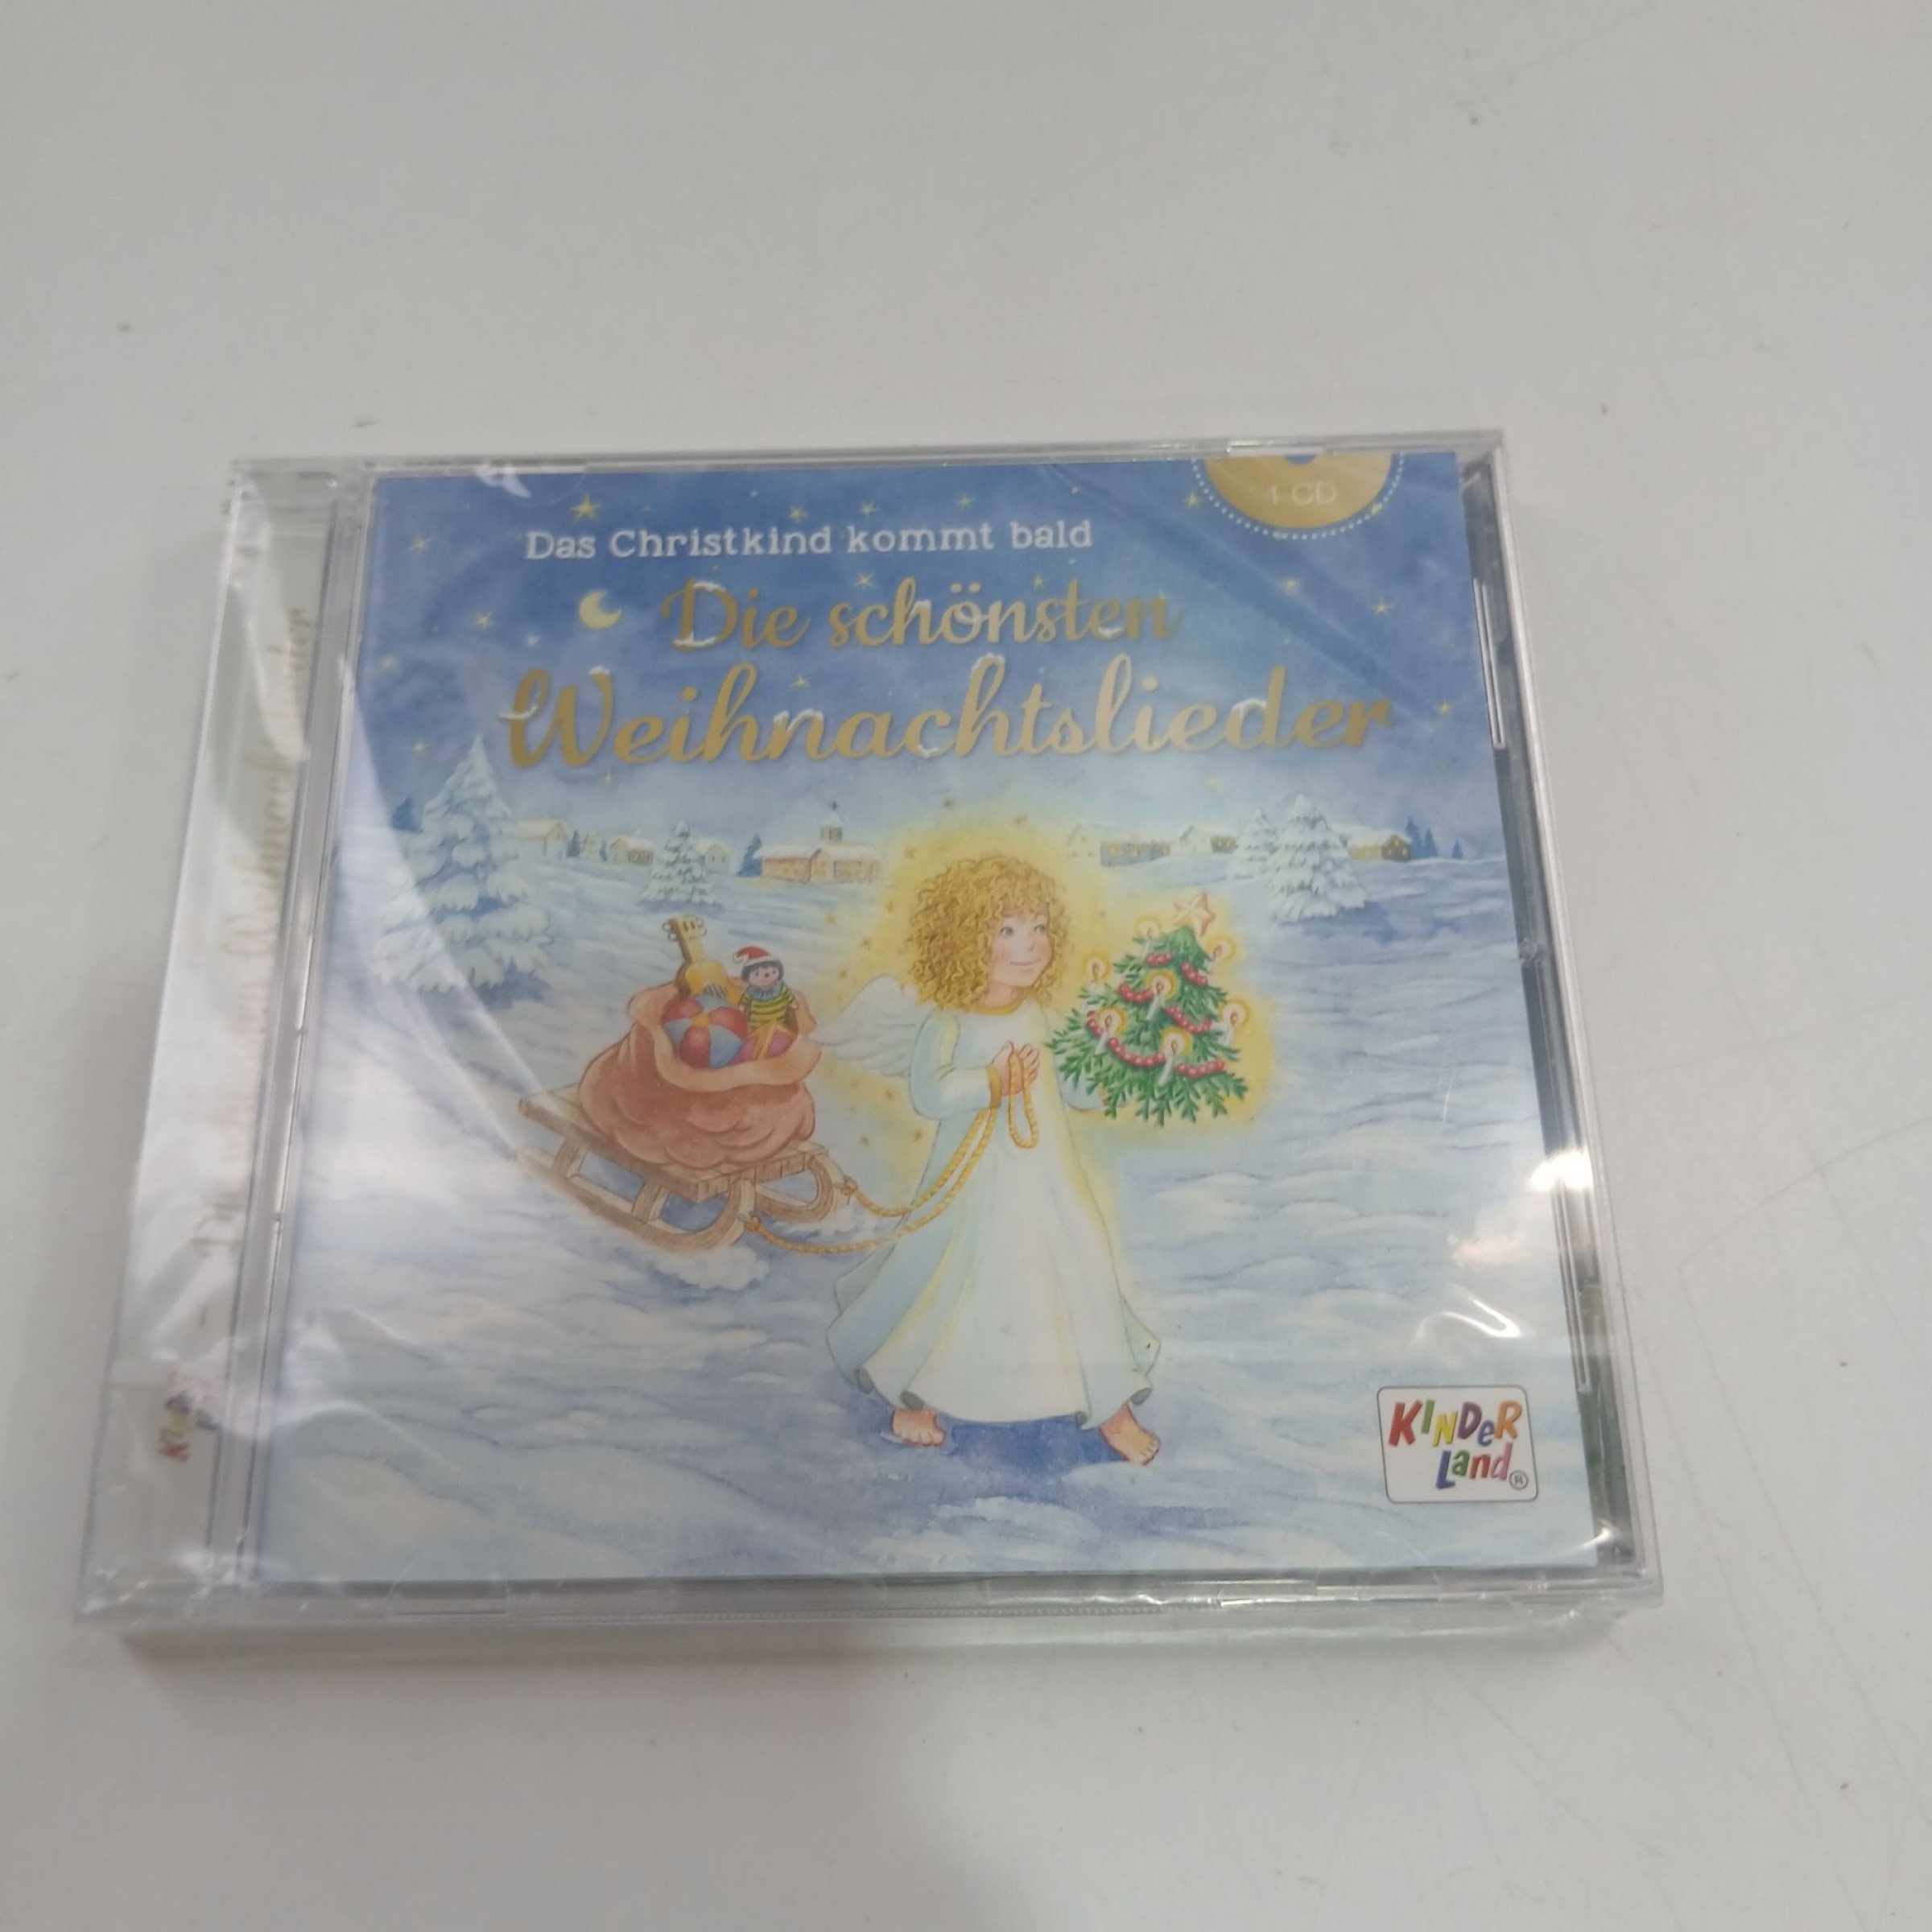 1 CD
Das Christkind kommt bald
Die schönsten
Weihnachtslieder
KINDER
Land®